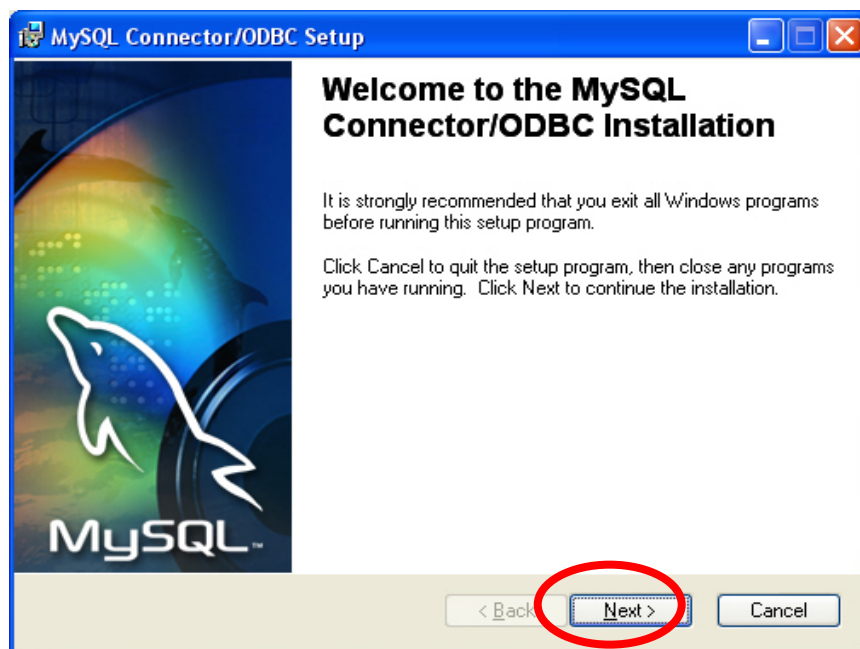 MySQL Connector/ODBC Setup
Welcome to the MySQL
Connector/ODBC Installation
It is strongly recommended that you exit all Windows programs
before running this setup program.
Click Cancel to quit the setup program, then close any programs
you have running. Click Next to continue the installation.
MySQL™
< Back
Next >
Cancel